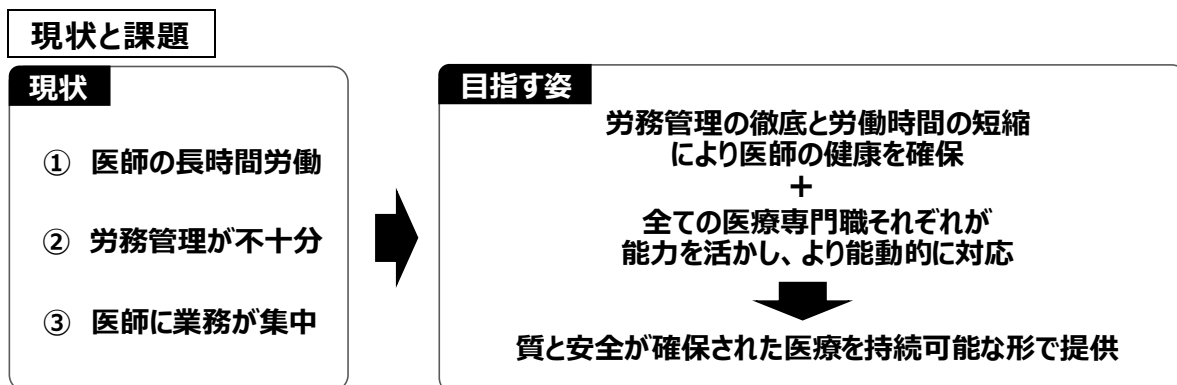 現状と課題
現状
① 医師の長時間労働
② 労務管理が不十分
③ 医師に業務が集中
目指す姿
労務管理の徹底と労働時間の短縮
により医師の健康を確保
+
全ての医療専門職それぞれが
能力を活かし、より能動的に対応
質と安全が確保された医療を持続可能な形で提供